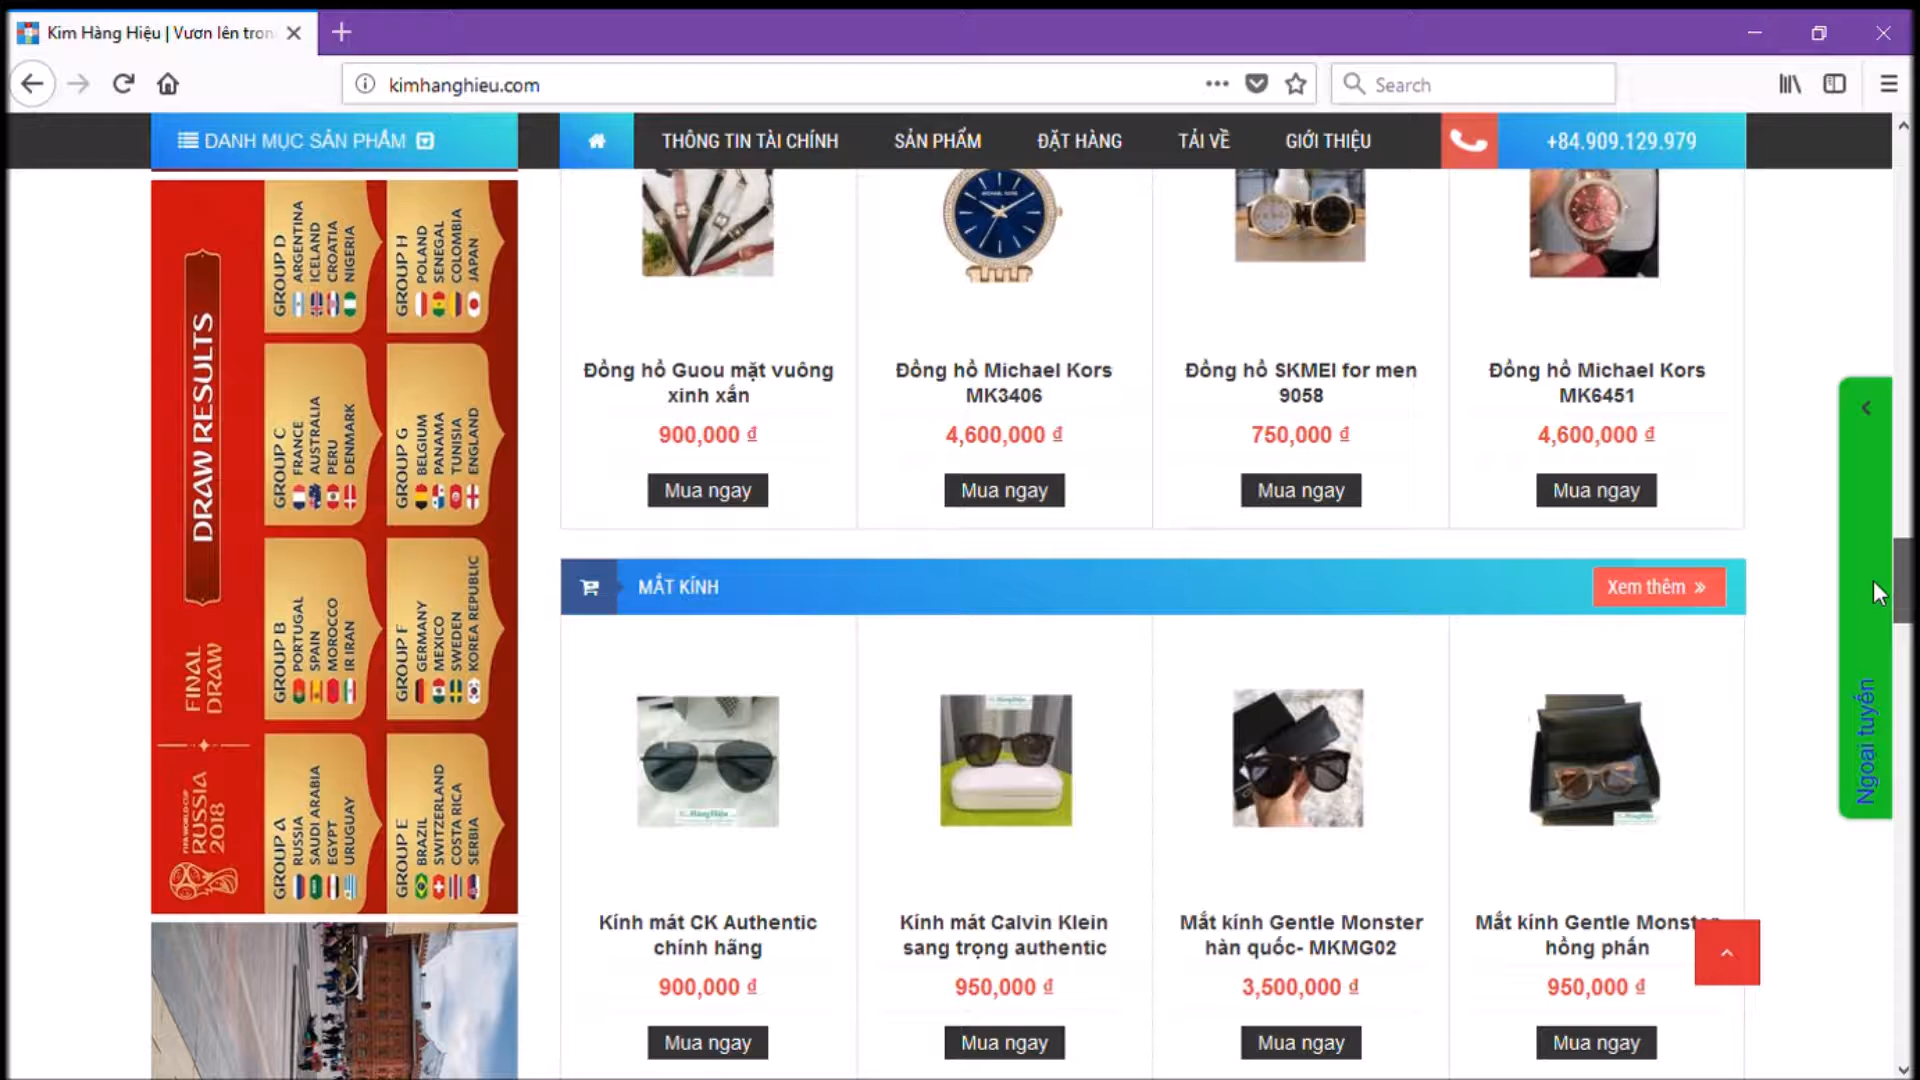 Kim Hàng Hiệu | Vươn lên tron
kimhanghieu.com
Search
DANH MỤC SẢN PHẨM
THÔNG TIN TÀI CHÍNH
SẢN PHẨM
ĐẶT HÀNG
TẢI VỀ
GIỚI THIỆU
+84.909.129.979
FIFA WORLD CUP
RUSSIA
2018
FINAL
DRAW
DRAW RESULTS
GROUP A
RUSSIA
SAUDI ARABIA
EGYPT
URUGUAY
GROUP B
PORTUGAL
SPAIN
MOROCCO
IR IRAN
GROUP C
FRANCE
AUSTRALIA
PERU
DENMARK
GROUP D
ARGENTINA
ICELAND
CROATIA
NIGERIA
GROUP E
BRAZIL
SWITZERLAND
COSTA RICA
SERBIA
GROUP F
GERMANY
MEXICO
SWEDEN
KOREA REPUBLIC
GROUP G
BELGIUM
PANAMA
TUNISIA
ENGLAND
GROUP H
POLAND
SENEGAL
COLOMBIA
JAPAN
Đồng hồ Guou mặt vuông
xinh xắn
900,000 ₫
Mua ngay
Đồng hồ Michael Kors
MK3406
4,600,000 ₫
Mua ngay
Đồng hồ SKMEI for men
9058
750,000 ₫
Mua ngay
Đồng hồ Michael Kors
MK6451
4,600,000 ₫
Mua ngay
MẮT KÍNH
Xem thêm »
Kính mát CK Authentic
chính hãng
900,000 ₫
Mua ngay
Kính mát Calvin Klein
sang trọng authentic
950,000 ₫
Mua ngay
Mắt kính Gentle Monster
hàn quốc- MKMG02
3,500,000 ₫
Mua ngay
Mắt kính Gentle Monster
hồng phấn
950,000 ₫
Mua ngay
Ngoại tuyến